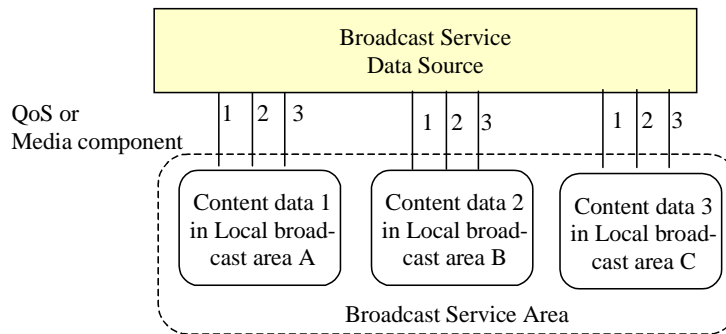 Broadcast Service
Data Source
QoS or
Media component
1 2 3
1 2 3
1 2 3
Content data 1
in Local broad-
cast area A
Content data 2
in Local broad-
cast area B
Content data 3
in Local broad-
cast area C
Broadcast Service Area